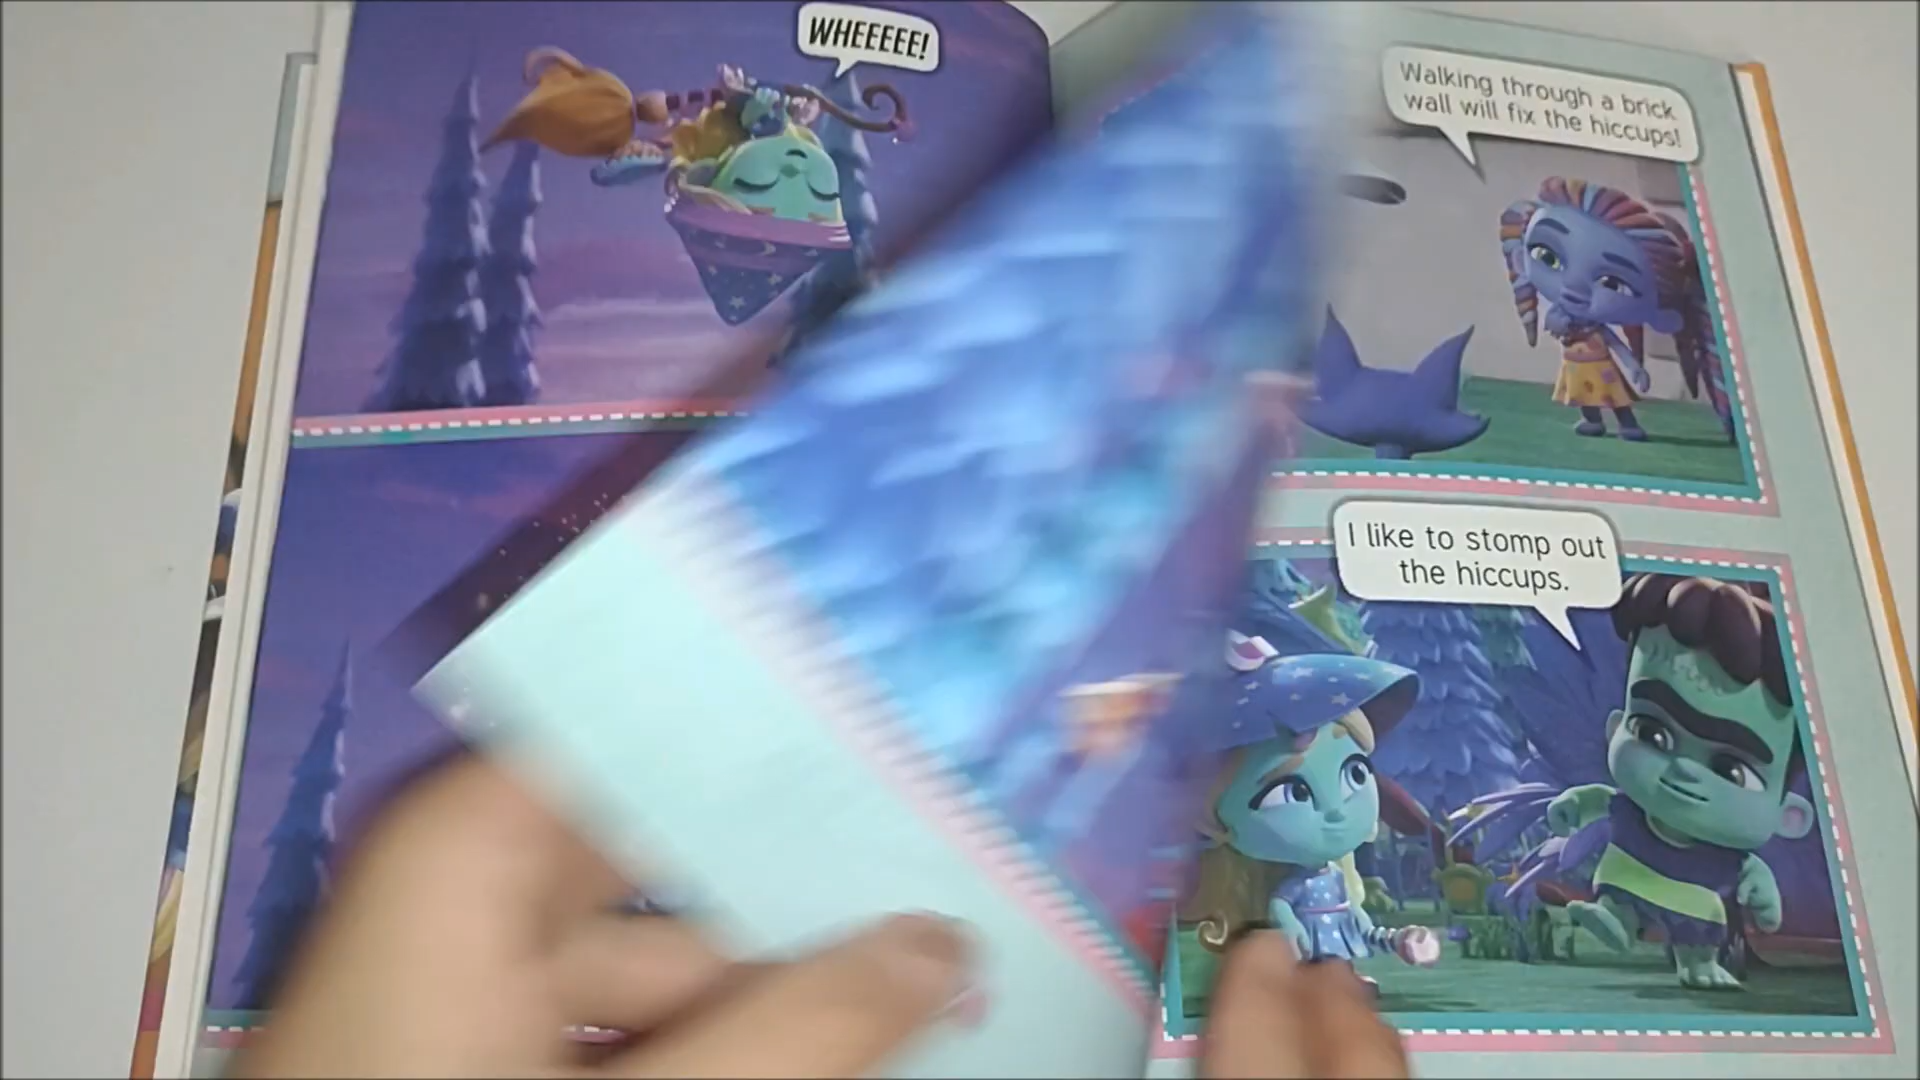 WHEEEEE!
Walking through a brick
wall will fix the hiccups!
I like to stomp out
the hiccups.